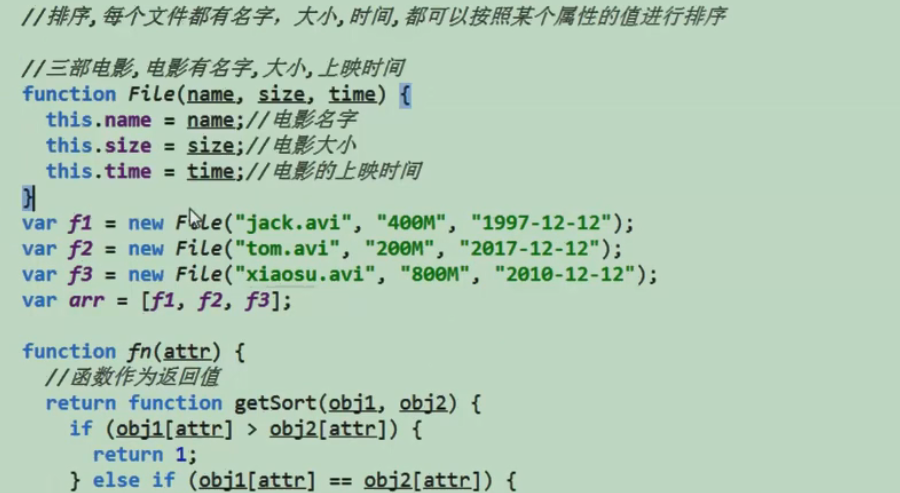 //排序,每个文件都有名字，大小,时间,都可以按照某个属性的值进行排序
//三部电影,电影有名字,大小,上映时间
function File(name, size, time) {
  this.name = name;//电影名字
  this.size = size;//电影大小
  this.time = time;//电影的上映时间
}
var f1 = new File("jack.avi", "400M", "1997-12-12");
var f2 = new File("tom.avi", "200M", "2017-12-12");
var f3 = new File("xiaosu.avi", "800M", "2010-12-12");
var arr = [f1, f2, f3];
function fn(attr) {
  //函数作为返回值
  return function getSort(obj1, obj2) {
    if (obj1[attr] > obj2[attr]) {
      return 1;
    } else if (obj1[attr] == obj2[attr]) {